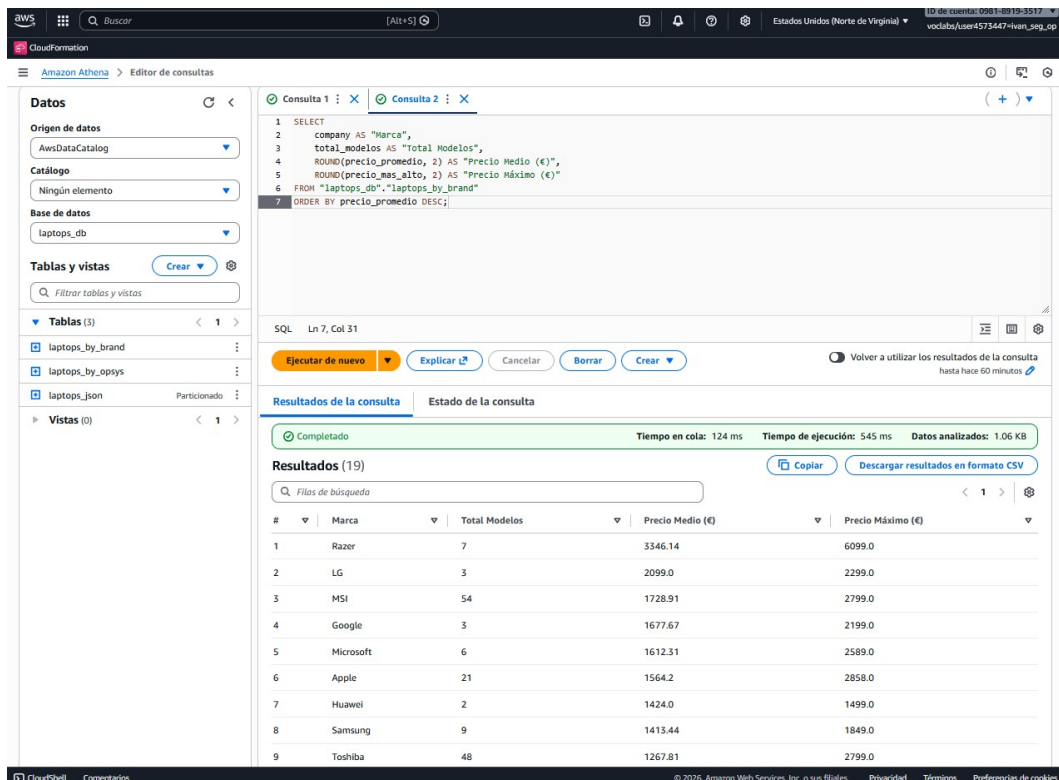 aws
Buscar
[Alt+S]
Estados Unidos (Norte de Virginia)
ID de cuenta: 0981-8919-3517
voclabs/user4573447=ivan_seg_op
CloudFormation
Amazon Athena > Editor de consultas
Datos
Origen de datos
AwsDataCatalog
Catálogo
Ningún elemento
Base de datos
laptops_db
Tablas y vistas
Crear
Filtrar tablas y vistas
Tablas (3)
< 1 >
laptops_by_brand
laptops_by_opsys
laptops_json Particionado
Vistas (0) < 1 >
Consulta 1
Consulta 2
1 SELECT
2 company AS "Marca",
3 total_modelos AS "Total Modelos",
4 ROUND(precio_promedio, 2) AS "Precio Medio (€)",
5 ROUND(precio_mas_alto, 2) AS "Precio Máximo (€)"
6 FROM "laptops_db"."laptops_by_brand"
7 ORDER BY precio_promedio DESC;
SQL Ln 7, Col 31
Ejecutar de nuevo
Explicar
Cancelar
Borrar
Crear
Volver a utilizar los resultados de la consulta
hasta hace 60 minutos
Resultados de la consulta
Estado de la consulta
Completado
Tiempo en cola: 124 ms
Tiempo de ejecución: 545 ms
Datos analizados: 1.06 KB
Resultados (19)
Copiar
Descargar resultados en formato CSV
Filas de búsqueda
< 1 >
# Marca Total Modelos Precio Medio (€) Precio Máximo (€)
1 Razer 7 3346.14 6099.0
2 LG 3 2099.0 2299.0
3 MSI 54 1728.91 2799.0
4 Google 3 1677.67 2199.0
5 Microsoft 6 1612.31 2589.0
6 Apple 21 1564.2 2858.0
7 Huawei 2 1424.0 1499.0
8 Samsung 9 1413.44 1849.0
9 Toshiba 48 1267.81 2799.0
CloudShell Comentarios © 2026, Amazon Web Services, Inc. o sus filiales. Privacidad Términos Preferencias de cookies